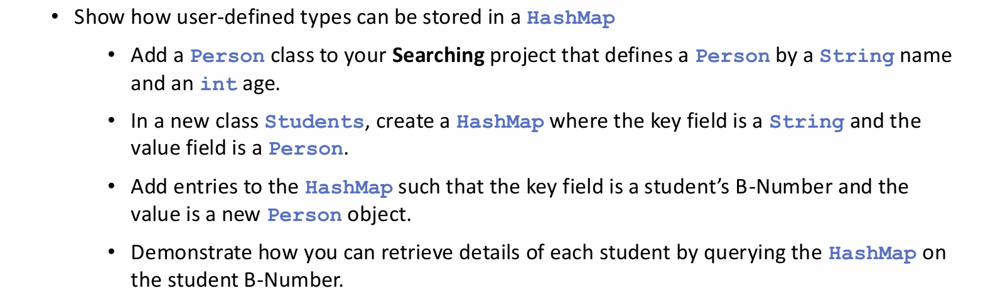 • Show how user-defined types can be stored in a HashMap
• Add a Person class to your Searching project that defines a Person by a String name
and an int age.
• In a new class Students, create a HashMap where the key field is a String and the
value field is a Person.
• Add entries to the HashMap such that the key field is a student’s B-Number and the
value is a new Person object.
• Demonstrate how you can retrieve details of each student by querying the HashMap on
the student B-Number.